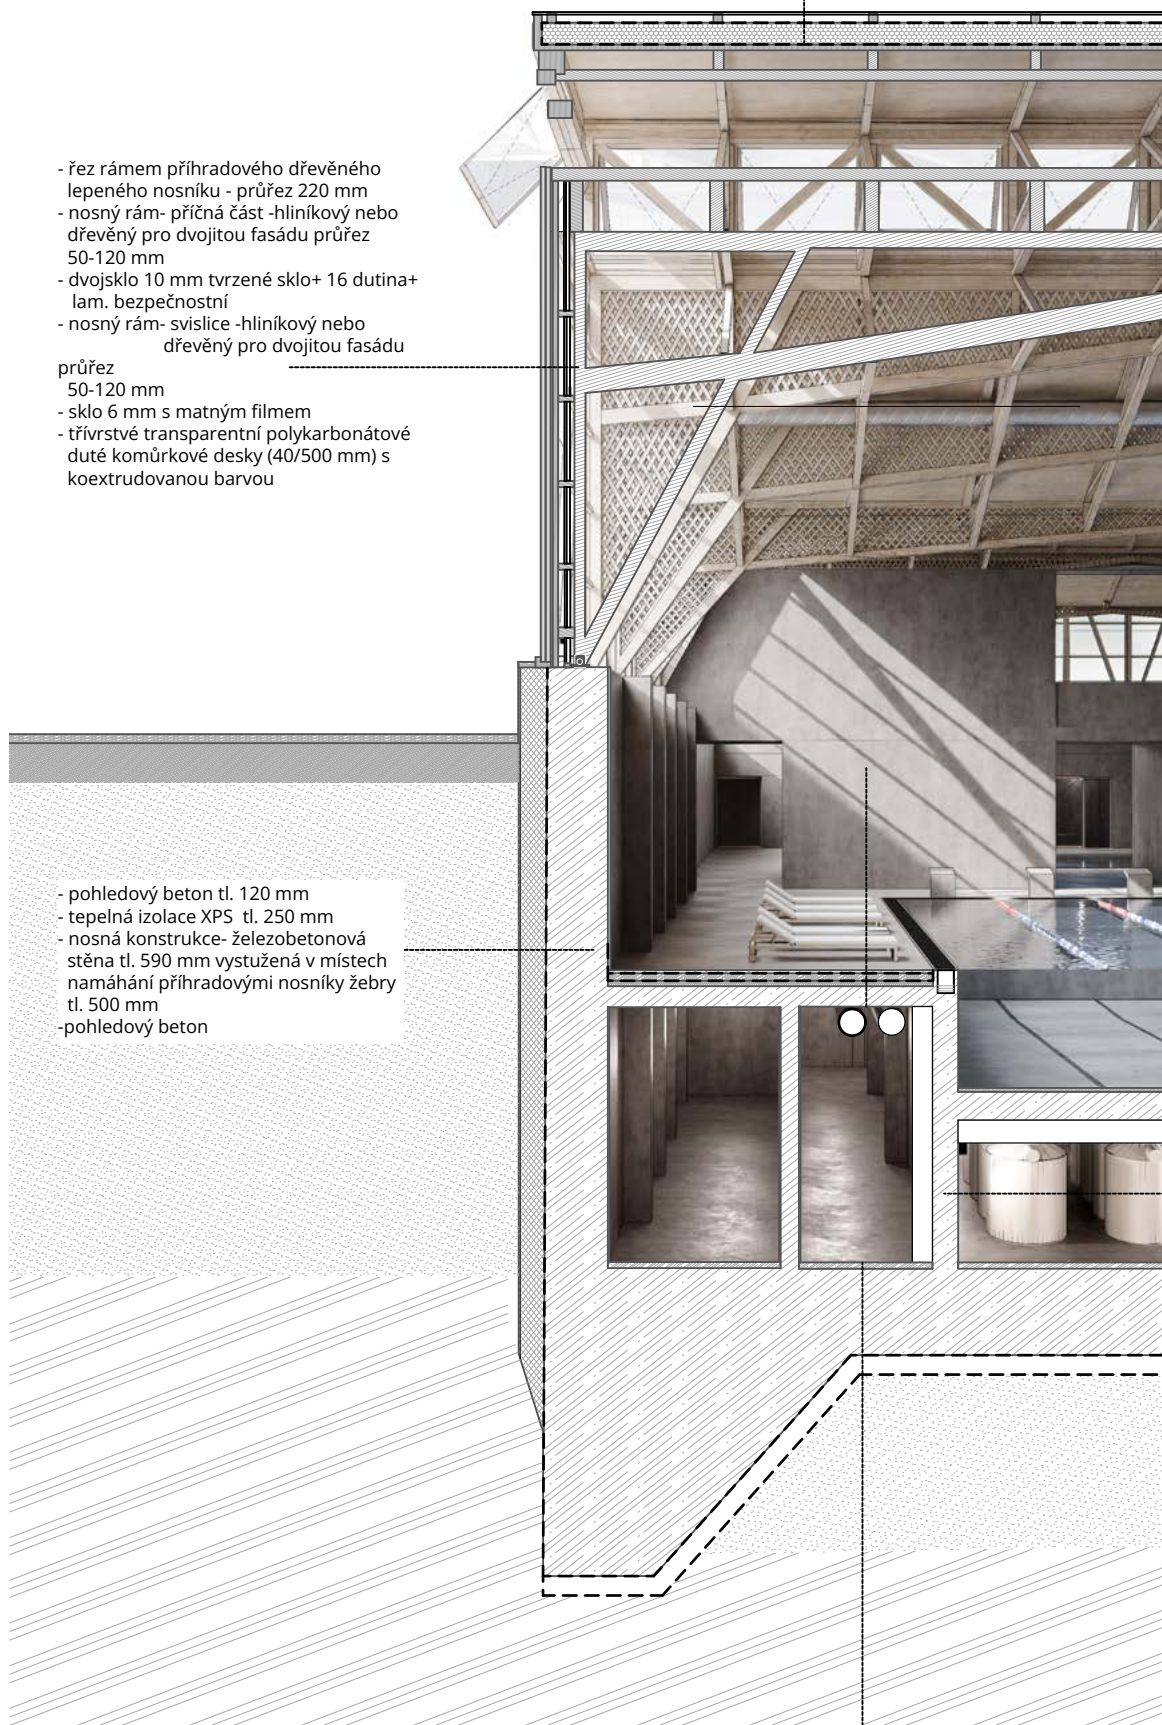 - řez rámem příhradového dřevěného
lepeného nosníku - průřez 220 mm
- nosný rám- příčná část -hliníkový nebo
dřevěný pro dvojitou fasádu průřez
50-120 mm
- dvojsklo 10 mm tvrzené sklo+ 16 dutina+
lam. bezpečnostní
- nosný rám- svislice -hliníkový nebo
dřevěný pro dvojitou fasádu
průřez
50-120 mm
- sklo 6 mm s matným filmem
- třívrstvé transparentní polykarbonátové
duté komůrkové desky (40/500 mm) s
koextrudovanou barvou
- pohledový beton tl. 120 mm
- tepelná izolace XPS tl. 250 mm
- nosná konstrukce- železobetonová
stěna tl. 590 mm vystužená v místech
namáhání příhradovými nosníky žebry
tl. 500 mm
-pohledový beton